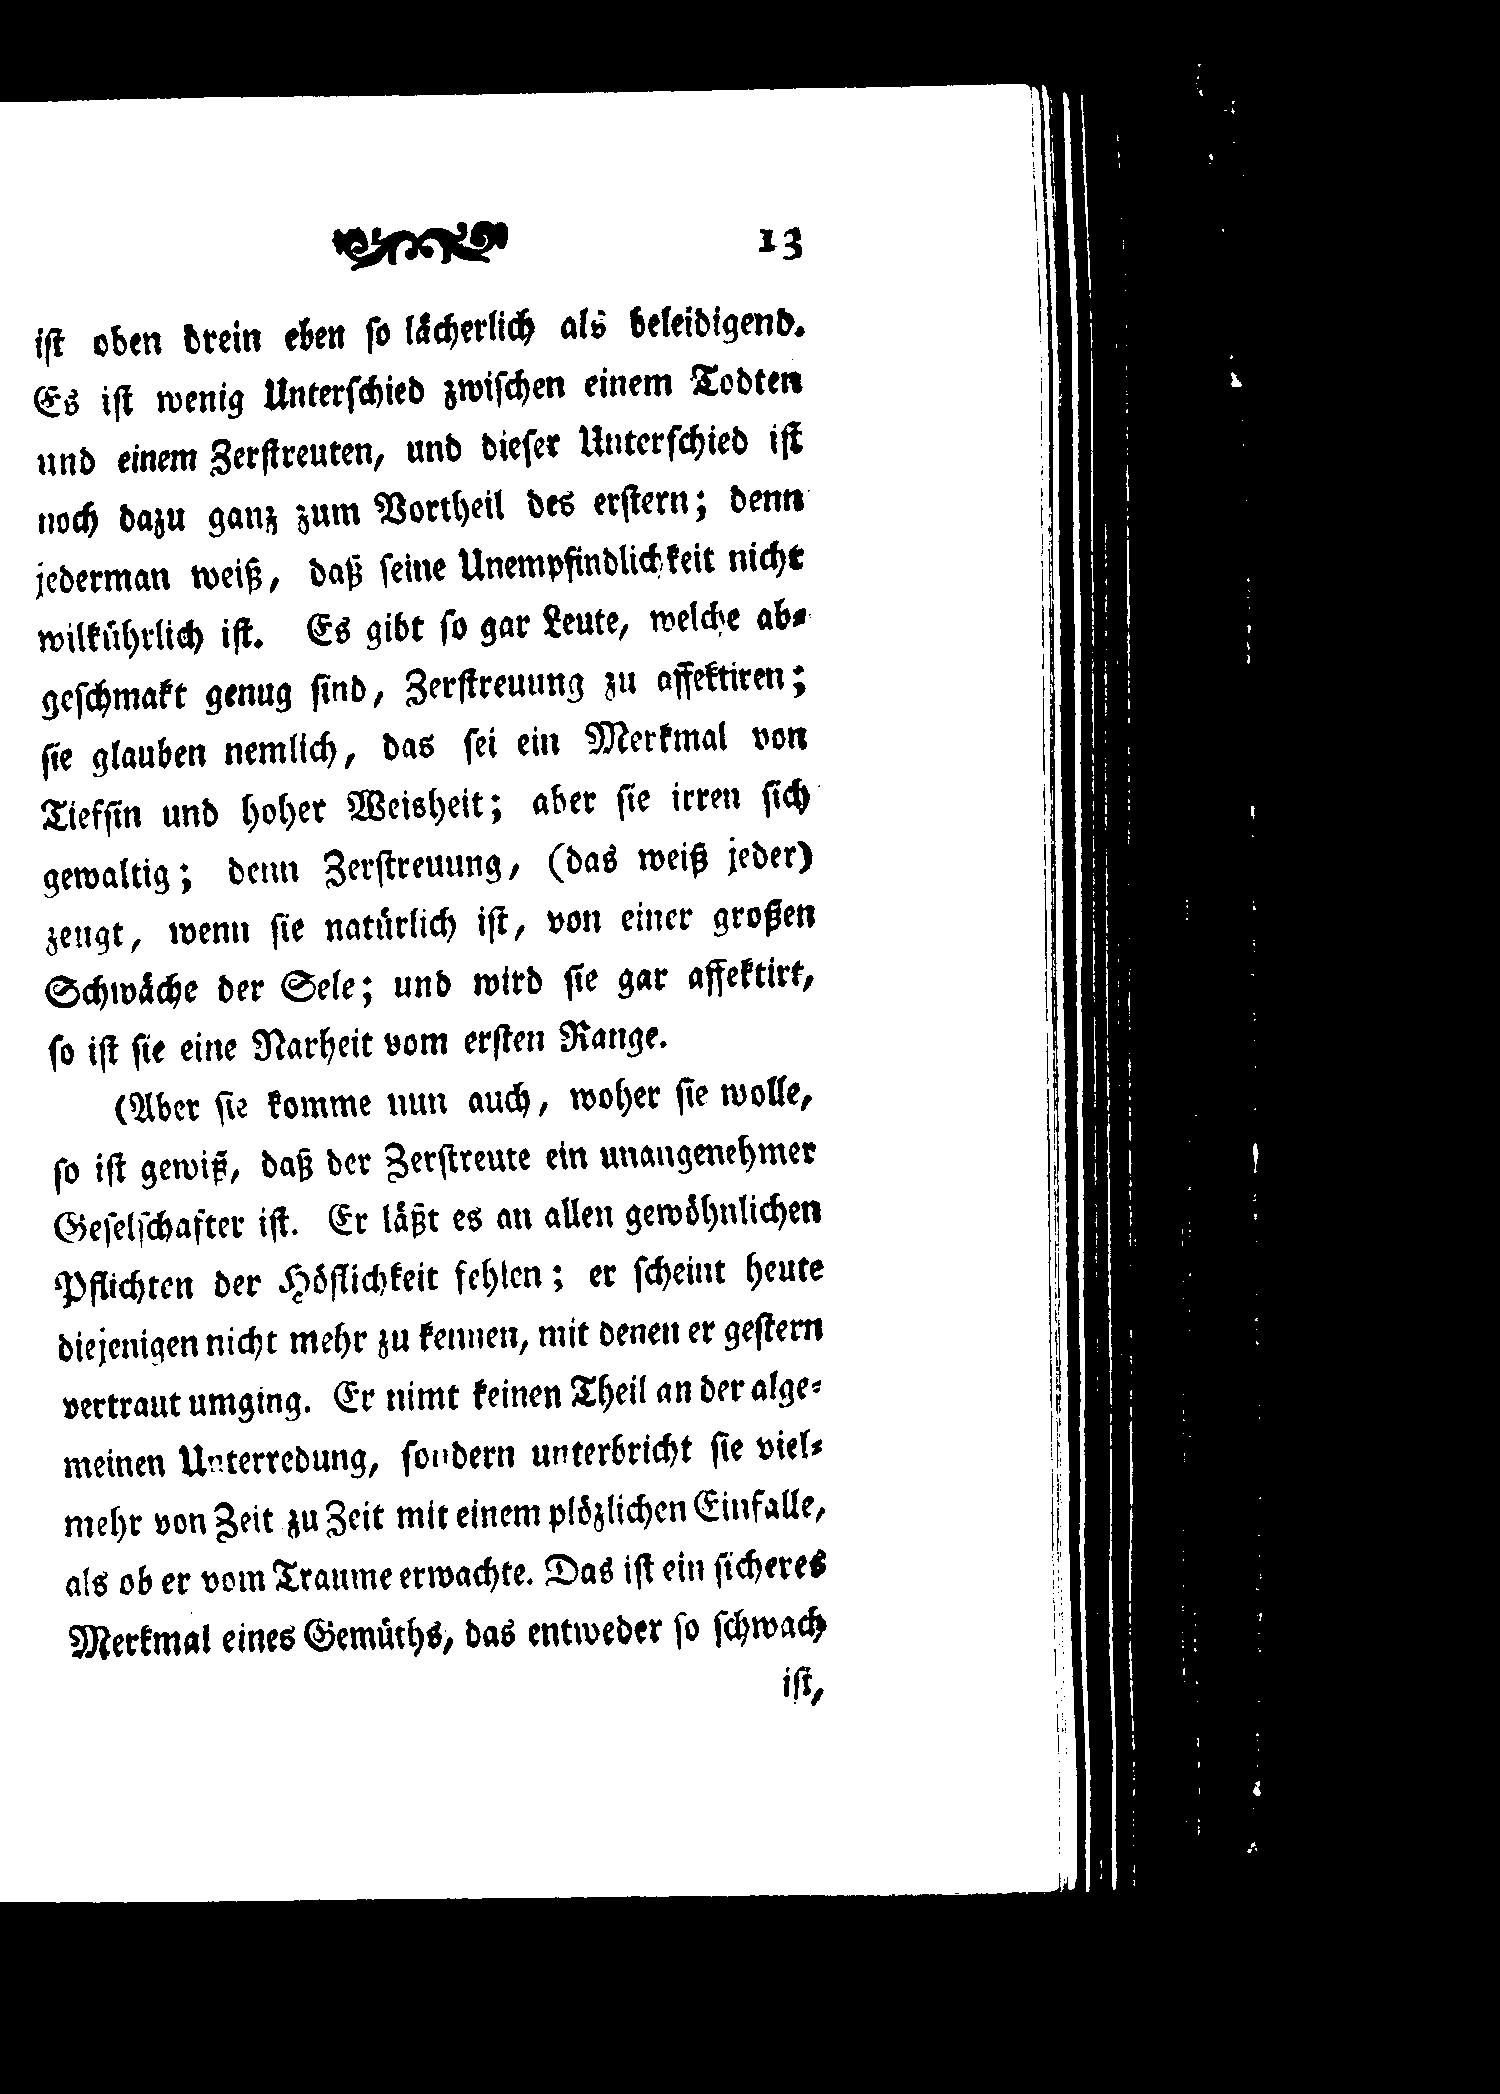 13
ist oben drein eben so lächerlich als beleidigend.
Es ist wenig Unterschied zwischen einem Todten
und einem Zerstreuten, und dieser Unterschied ist
noch dazu ganz zum Vortheil des erstern; denn
jederman weiß, daß seine Unempfindlichkeit nicht
wilkührlich ist. Es gibt so gar Leute, welche ab-
geschmakt genug sind, Zerstreuung zu affektiren;
sie glauben nemlich, das sei ein Merkmal von
Tiefsin und hoher Weisheit; aber sie irren sich
gewaltig; denn Zerstreuung, (das weiß jeder)
zeugt, wenn sie natürlich ist, von einer großen
Schwäche der Sele; und wird sie gar affektirt,
so ist sie eine Narheit vom ersten Range.
(Aber sie komme nun auch, woher sie wolle,
so ist gewiß, daß der Zerstreute ein unangenehmer
Geselschafter ist. Er läßt es an allen gewöhnlichen
Pflichten der Höflichkeit fehlen; er scheint heute
diejenigen nicht mehr zu kennen, mit denen er gestern
vertraut umging. Er nimt keinen Theil an der alge-
meinen Unterredung, sondern unterbricht sie viel-
mehr von Zeit zu Zeit mit einem plözlichen Einfalle,
als ob er vom Traume erwachte. Das ist ein sicheres
Merkmal eines Gemüths, das entweder so schwach
ist,